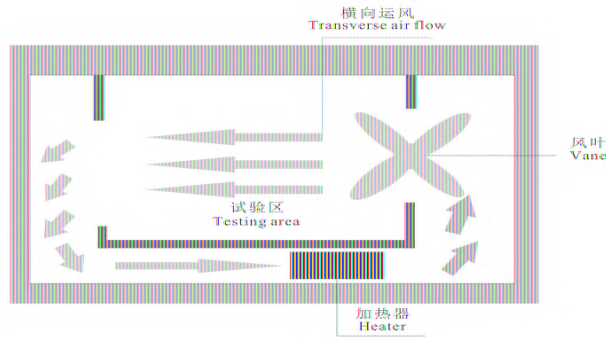 横向运风
Transverse air flow
风叶
Vane
试验区
Testing area
加热器
Heater